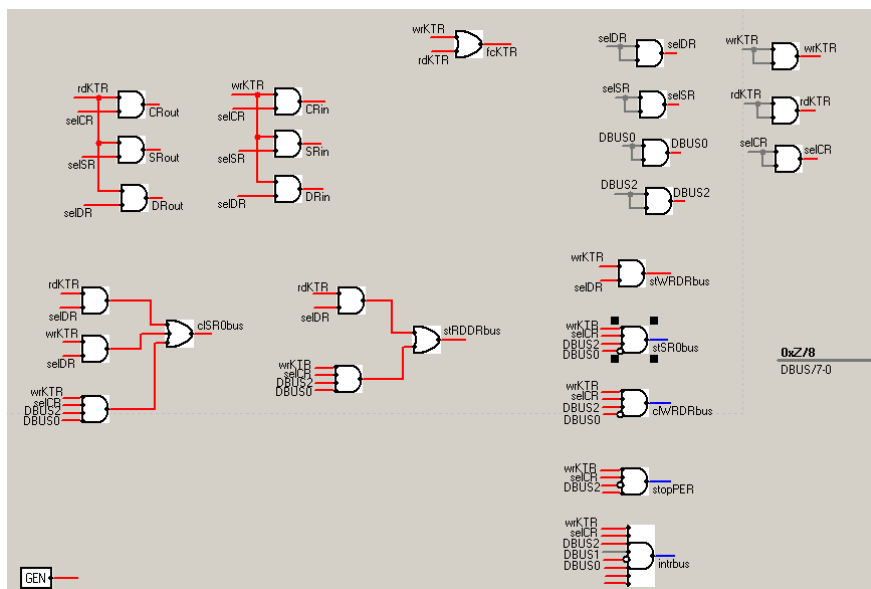 wrKTR
rdKTR
fcKTR
selDR
selDR
wrKTR
wrKTR
selSR
selSR
rdKTR
rdKTR
DBUS0
DBUS0
selCR
selCR
DBUS2
DBUS2
rdKTR
selCR
CRout
selSR
SRout
selDR
DRout
wrKTR
selCR
CRin
selSR
SRin
selDR
DRin
rdKTR
selDR
wrKTR
selDR
clSR0bus
wrKTR
selCR
DBUS2
DBUS0
rdKTR
selDR
stRDDRbus
wrKTR
selCR
DBUS2
DBUS0
wrKTR
selDR
stWRDRbus
wrKTR
selCR
DBUS2
DBUS0
stSR0bus
0xZ/8
DBUS/7-0
wrKTR
selCR
DBUS2
DBUS0
clWRDRbus
wrKTR
selCR
DBUS2
stopPER
wrKTR
selCR
DBUS2
DBUS1
DBUS0
intrbus
GEN